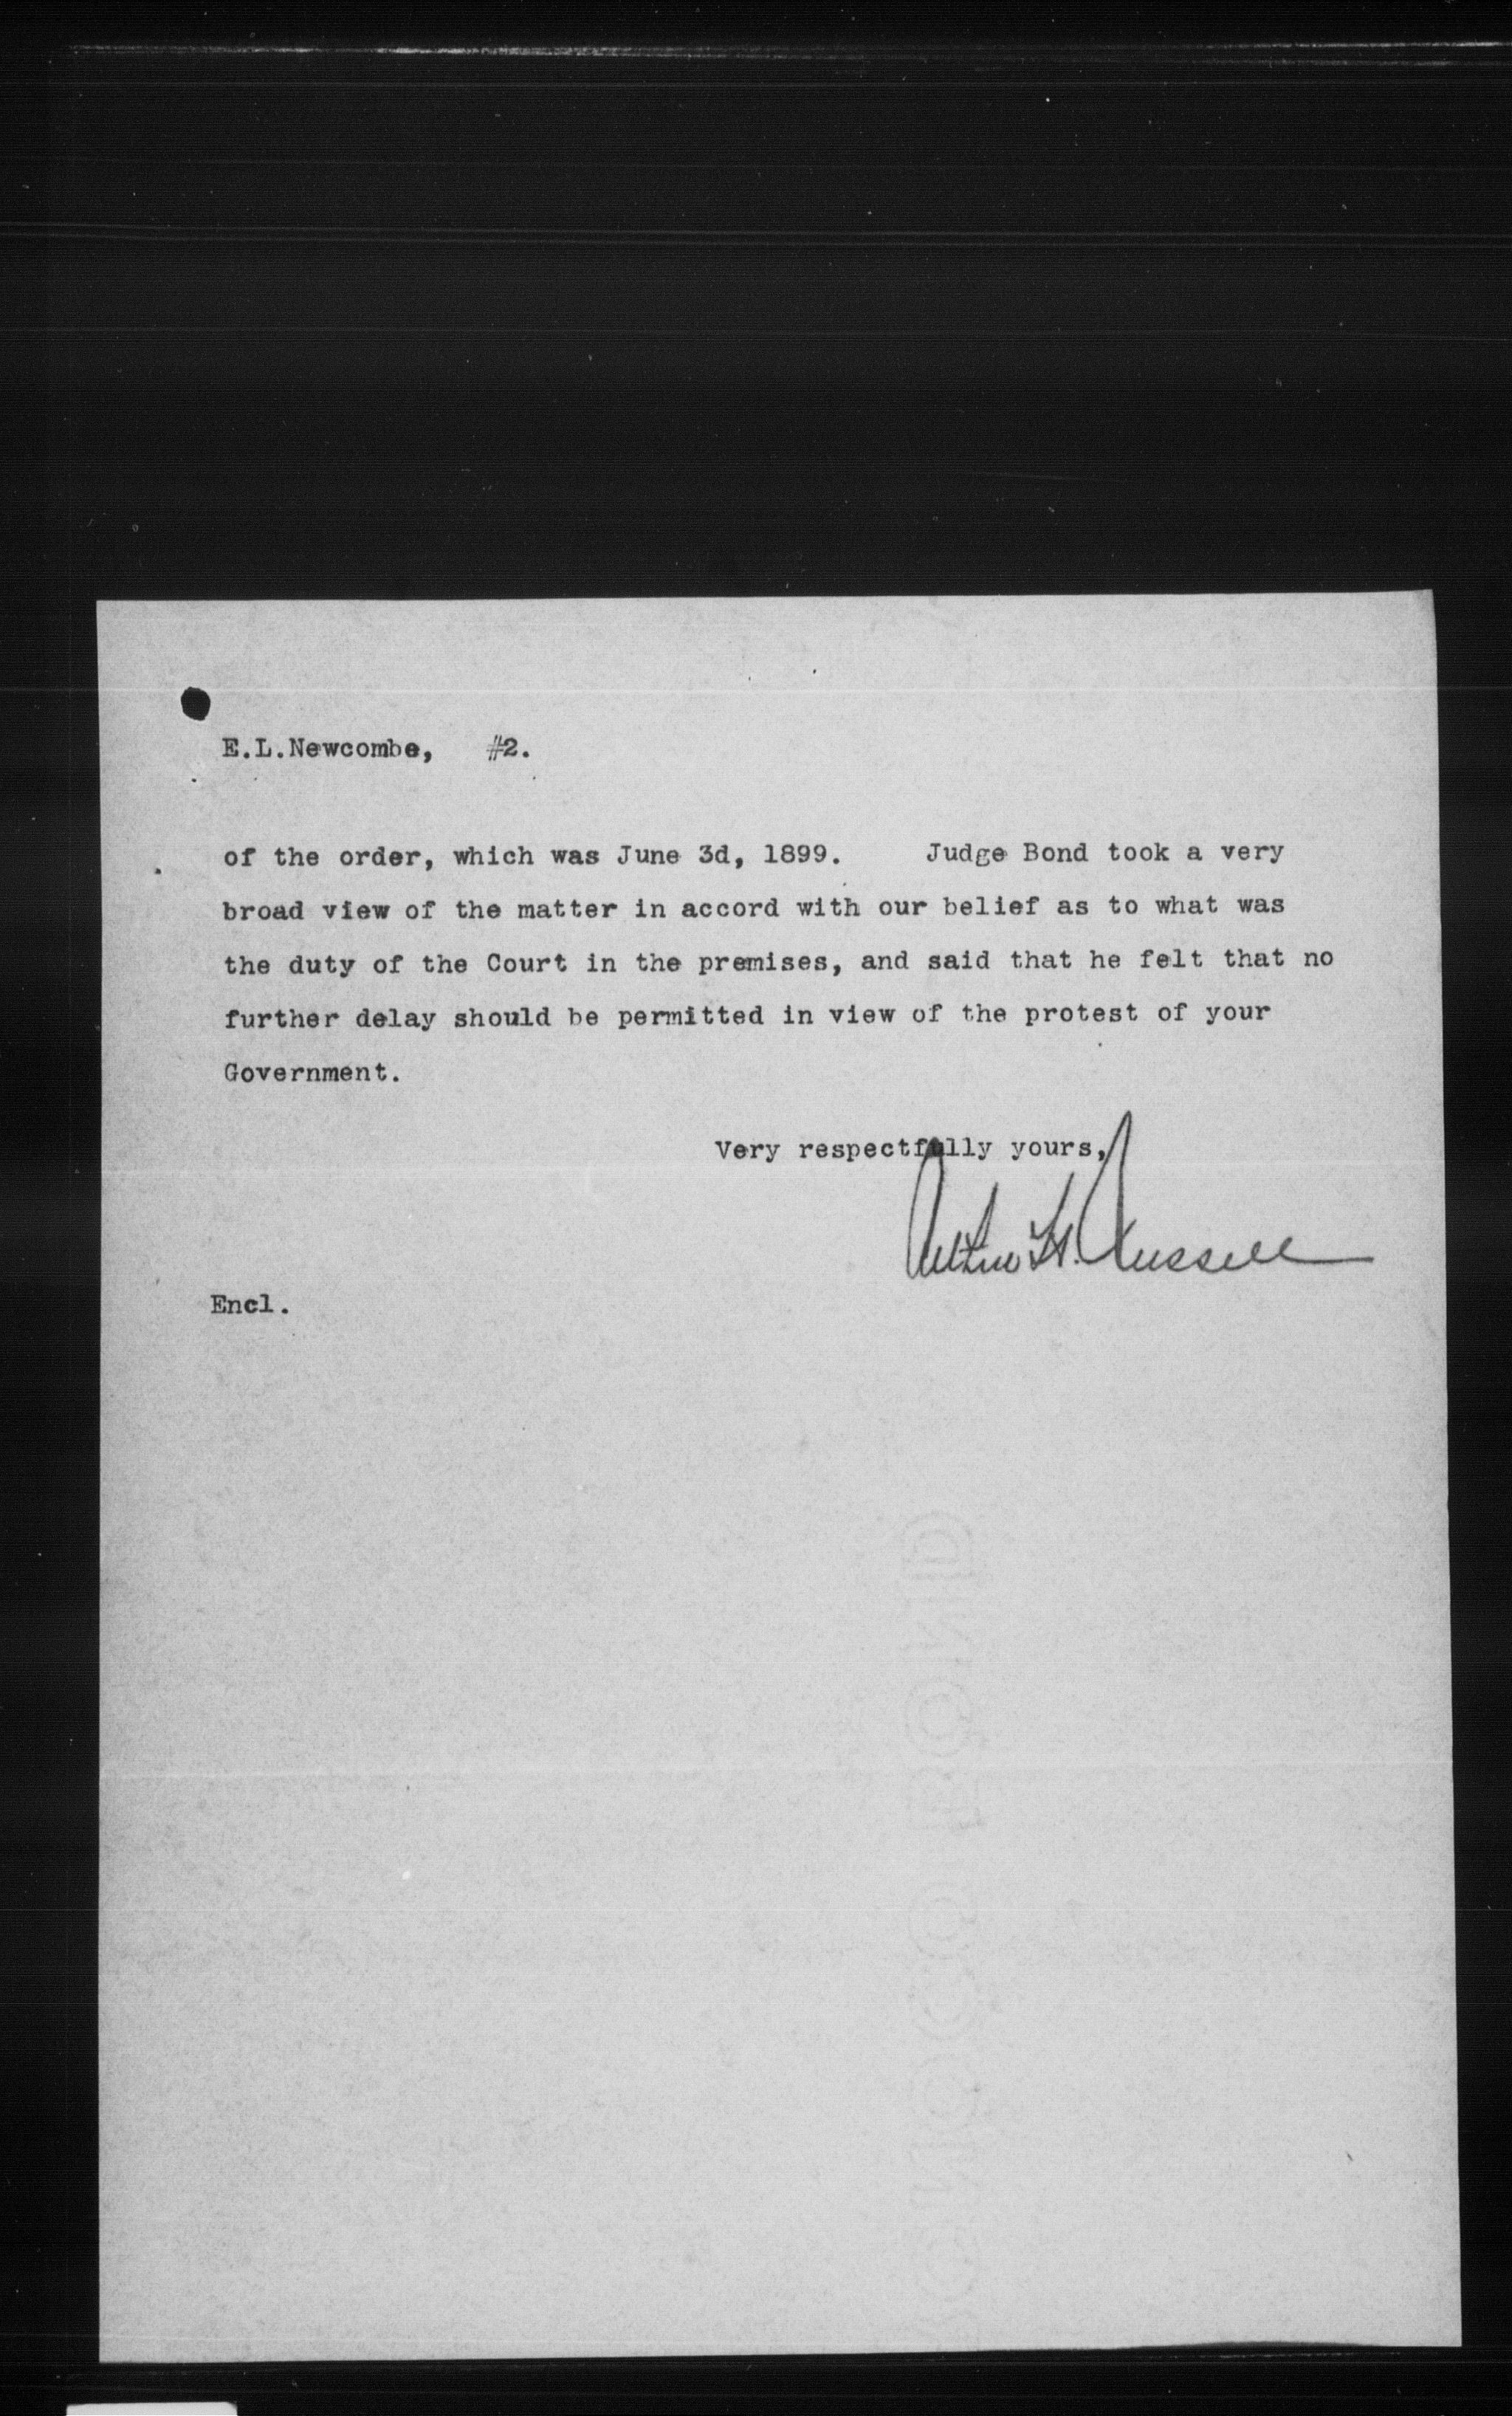 E.L.Newcombe, #2.
of the order, which was June 3d, 1899. Judge Bond took a very
broad view of the matter in accord with our belief as to what was
the duty of the Court in the premises, and said that he felt that no
further delay should be permitted in view of the protest of your
Government.
Very respectfully yours,
Arthur H. Russell
Encl.